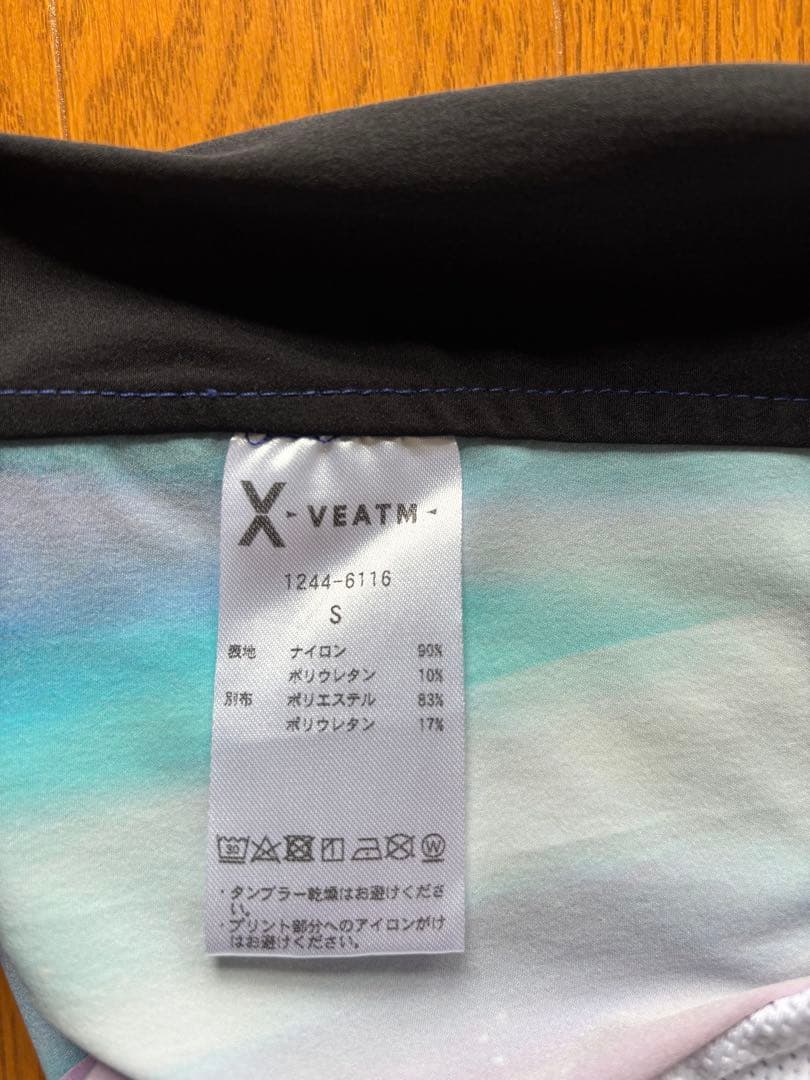 X-VEATM-
1244-6116
S
表地 ナイロン 90%
ポリウレタン 10%
別布 ポリエステル 83%
ポリウレタン 17%
30 W
・タンブラー乾燥はお避けくださ
い。
・プリント部分へのアイロンがけ
はお避けください。